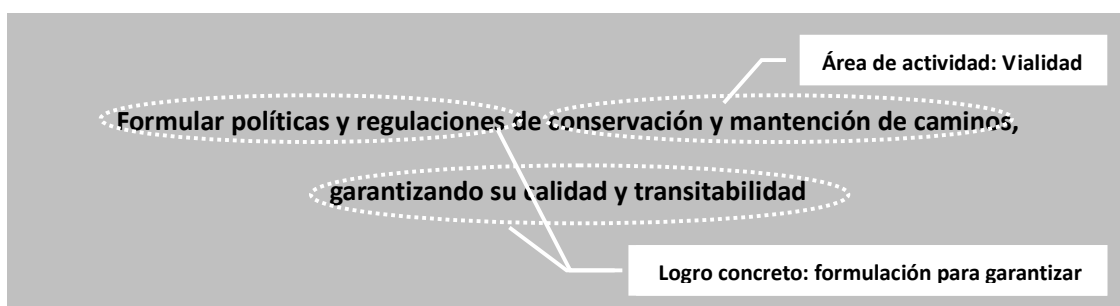 Área de actividad: Vialidad
Formular políticas y regulaciones de conservación y mantención de caminos,
garantizando su calidad y transitabilidad
Logro concreto: formulación para garantizar